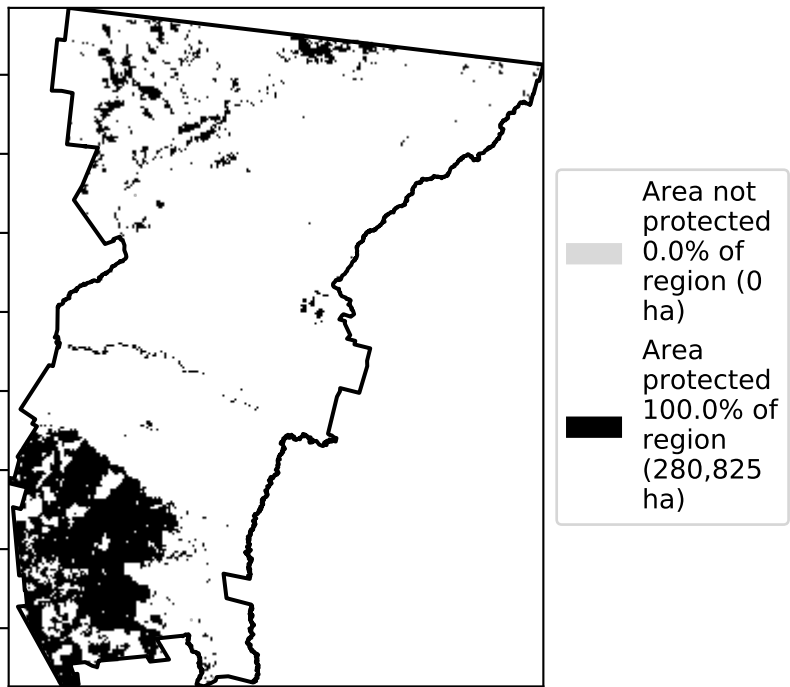 Area not
protected
0.0% of
region (0
ha)
Area
protected
100.0% of
region
(280,825
ha)